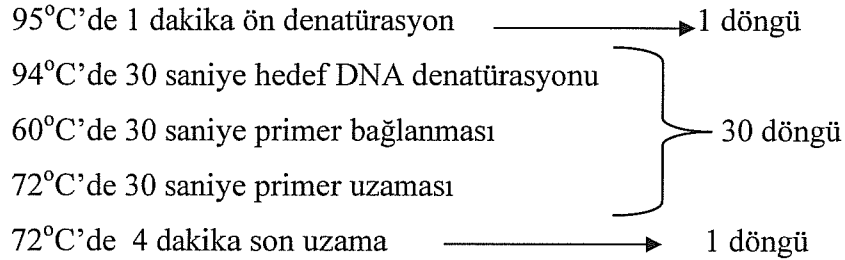 95°C’de 1 dakika ön denatürasyon 1 döngü
94°C’de 30 saniye hedef DNA denatürasyonu
60°C’de 30 saniye primer bağlanması 30 döngü
72°C’de 30 saniye primer uzaması
72°C’de 4 dakika son uzama 1 döngü